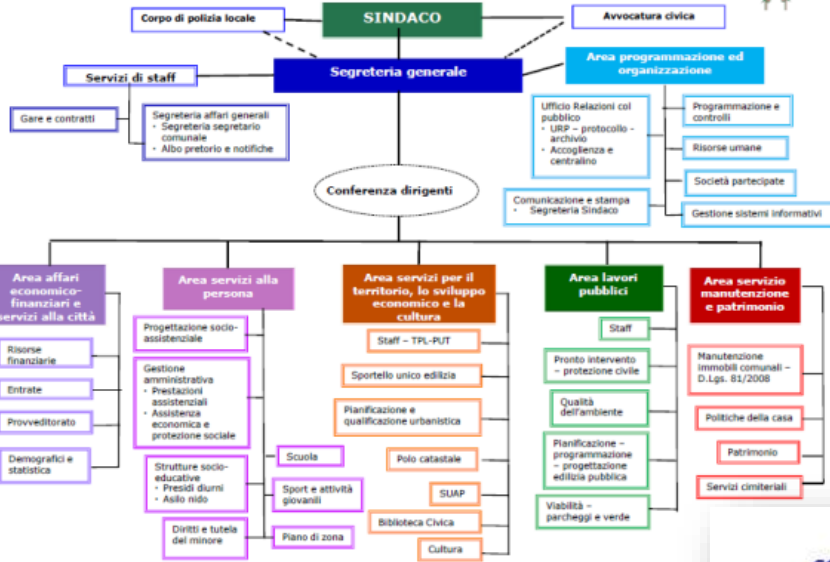 Corpo di polizia locale
SINDACO
Avvocatura civica
Servizi di staff
Segreteria generale
Area programmazione ed
organizzazione
Gare e contratti
Segreteria affari generali
• Segreteria segretario
comunale
• Albo pretorio e notifiche
Ufficio Relazioni col
pubblico
• URP – protocollo -
archivio
• Accoglienza e
centralino
Comunicazione e stampa
• Segreteria Sindaco
Programmazione e
controlli
Risorse umane
Società partecipate
Gestione sistemi informativi
Conferenza dirigenti
Area affari
economico-
finanziari e
servizi alla città
Risorse
finanziarie
Entrate
Provveditorato
Demografici e
statistica
Area servizi alla
persona
Progettazione socio-
assistenziale
Gestione
amministrativa
• Prestazioni
assistenziali
• Assistenza
economica e
protezione sociale
Strutture socio-
educative
• Presidi diurni
• Asilo nido
Diritti e tutela
del minore
Scuola
Sport e attività
giovanili
Piano di zona
Area servizi per il
territorio, lo sviluppo
economico e la
cultura
Staff – TPL-PUT
Sportello unico edilizia
Planificazione e
qualificazione urbanistica
Polo catastale
SUAP
Biblioteca Civica
Cultura
Area lavori
pubblici
Staff
Pronto intervento
– protezione civile
Qualità
dell'ambiente
Planificazione –
programmazione
– progettazione
edilizia pubblica
Viabilità –
parcheggi e verde
Area servizio
manutenzione
e patrimonio
Manutenzione
immobili comunali –
D.Lgs. 81/2008
Politiche della casa
Patrimonio
Servizi cimiteriali